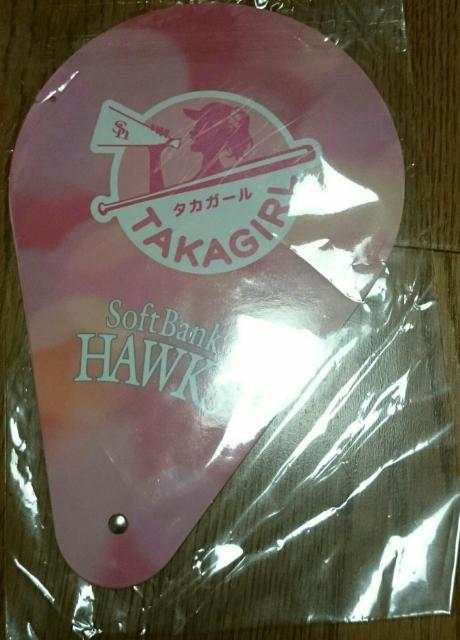 SH
タカガール
TAKAGIRL
SoftBank
HAWKS